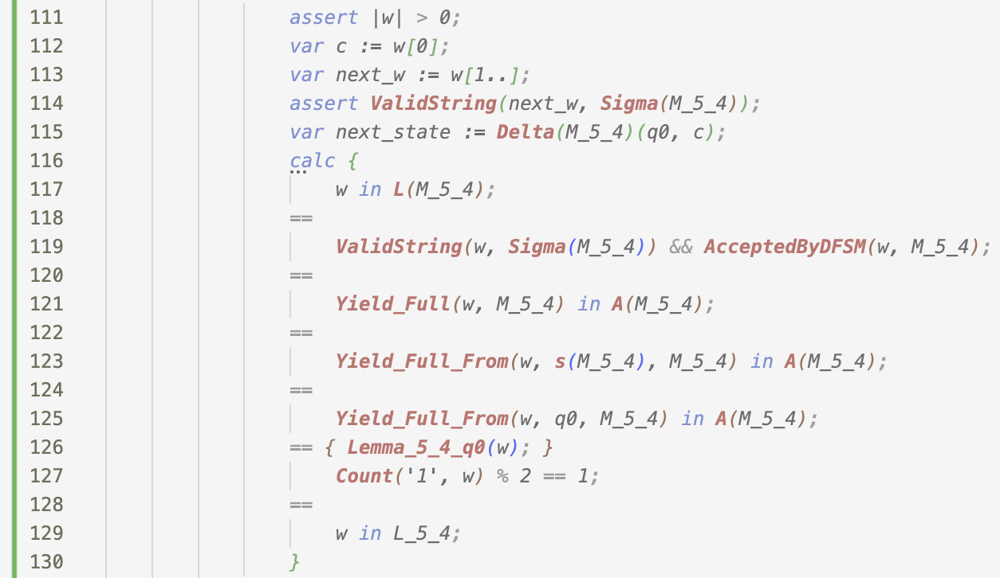 111 assert |w| > 0;
112 var c := w[0];
113 var next_w := w[1..];
114 assert ValidString(next_w, Sigma(M_5_4));
115 var next_state := Delta(M_5_4)(q0, c);
116 calc {
117 w in L(M_5_4);
118 ==
119 ValidString(w, Sigma(M_5_4)) && AcceptedByDFSM(w, M_5_4);
120 ==
121 Yield_Full(w, M_5_4) in A(M_5_4);
122 ==
123 Yield_Full_From(w, s(M_5_4), M_5_4) in A(M_5_4);
124 ==
125 Yield_Full_From(w, q0, M_5_4) in A(M_5_4);
126 == { Lemma_5_4_q0(w); }
127 Count('1', w) % 2 == 1;
128 ==
129 w in L_5_4;
130 }